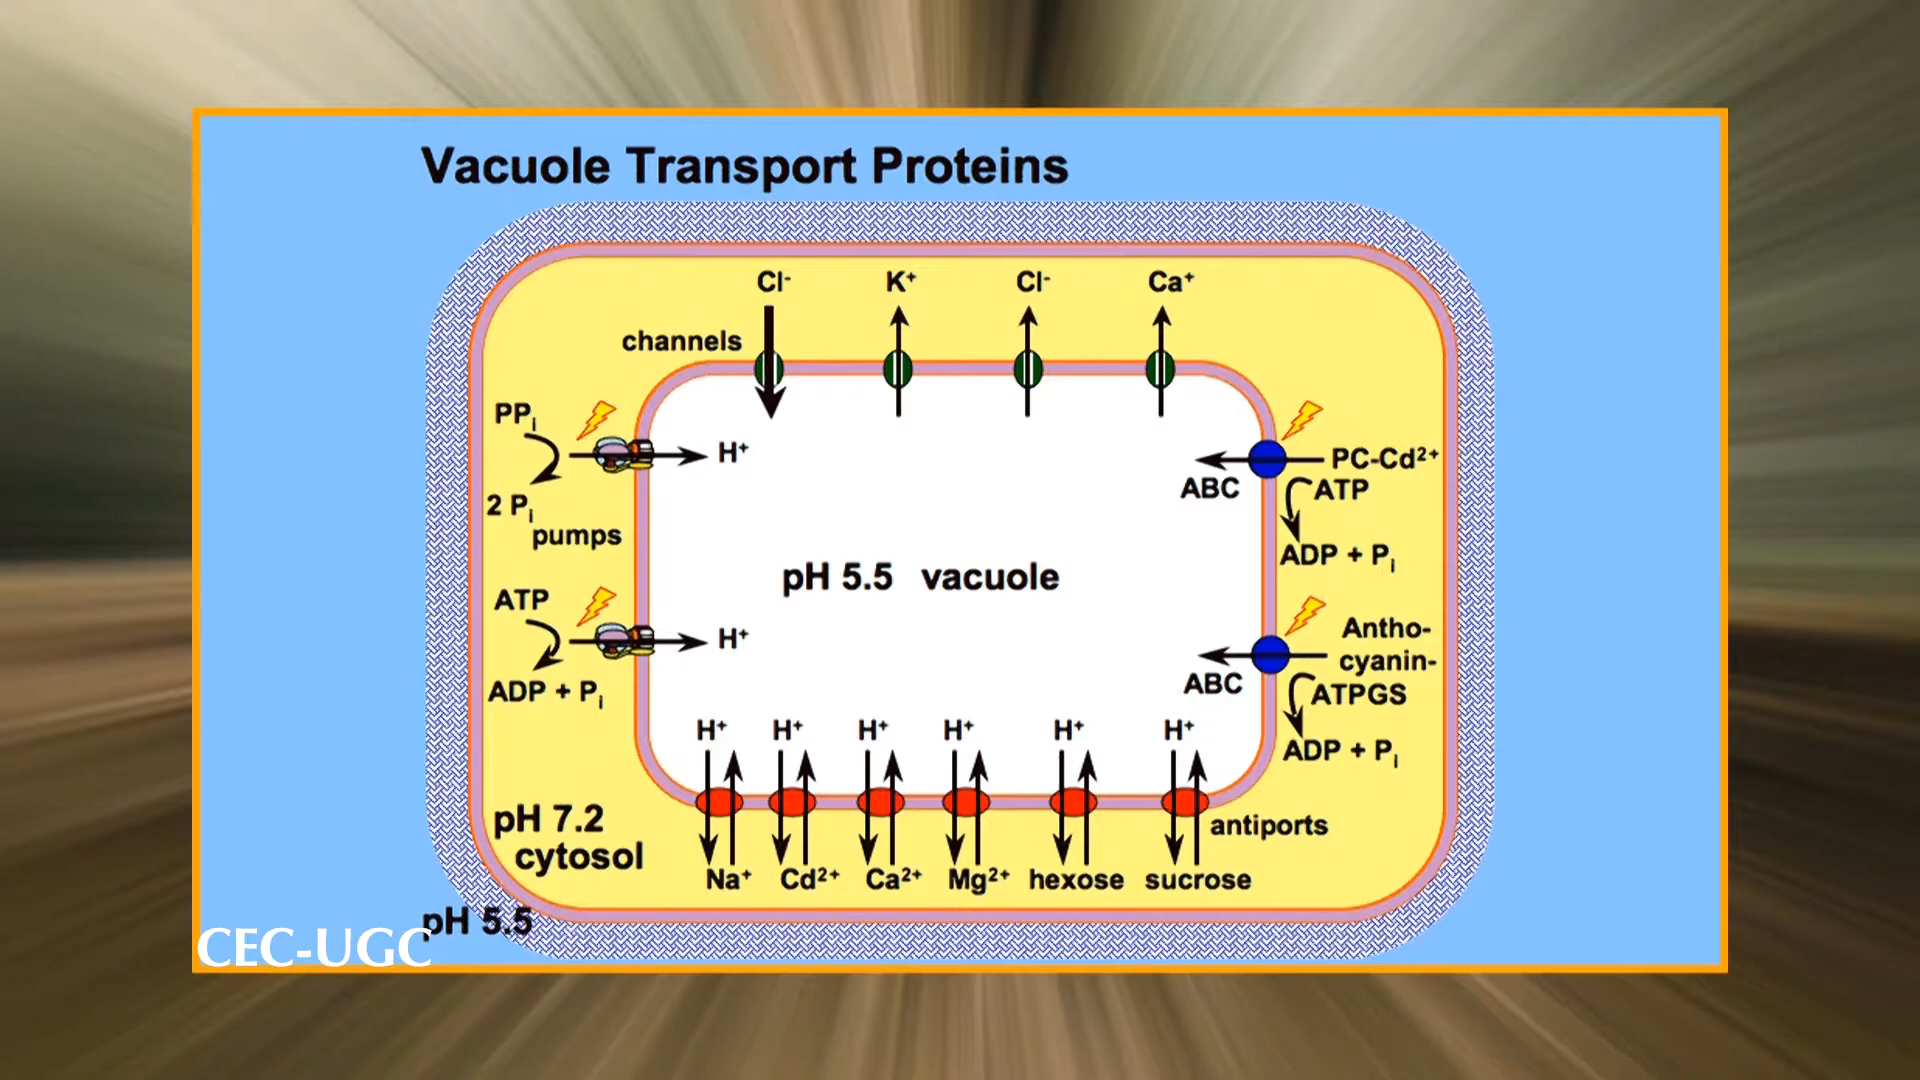 Vacuole Transport Proteins
Cl⁻ K⁺ Cl⁻ Ca⁺
channels
PPᵢ
H⁺
2 Pᵢ
pumps
PC-Cd²⁺
ABC
ATP
ADP + Pᵢ
pH 5.5 vacuole
ATP
H⁺
ADP + Pᵢ
Antho-
cyanin-
ABC
ATPGS
ADP + Pᵢ
H⁺ H⁺ H⁺ H⁺ H⁺ H⁺
antiports
pH 7.2
cytosol
Na⁺ Cd²⁺ Ca²⁺ Mg²⁺ hexose sucrose
pH 5.5
CEC-UGC